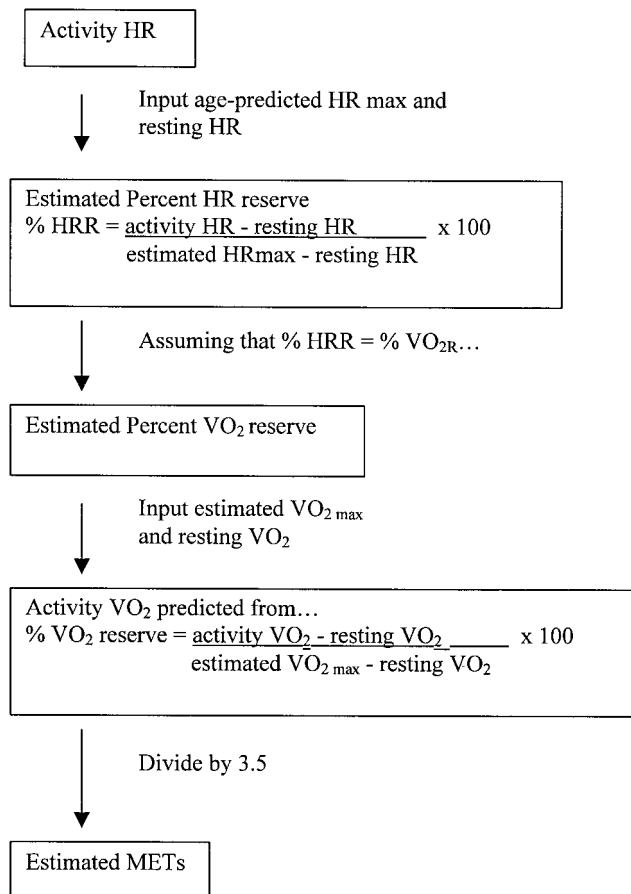 Activity HR
Input age-predicted HR max and
resting HR
Estimated Percent HR reserve
% HRR = activity HR - resting HR x 100
estimated HRmax - resting HR
Assuming that % HRR = % VO2R…
Estimated Percent VO2 reserve
Input estimated VO2 max
and resting VO2
Activity VO2 predicted from…
% VO2 reserve = activity VO2 - resting VO2 x 100
estimated VO2 max - resting VO2
Divide by 3.5
Estimated METs